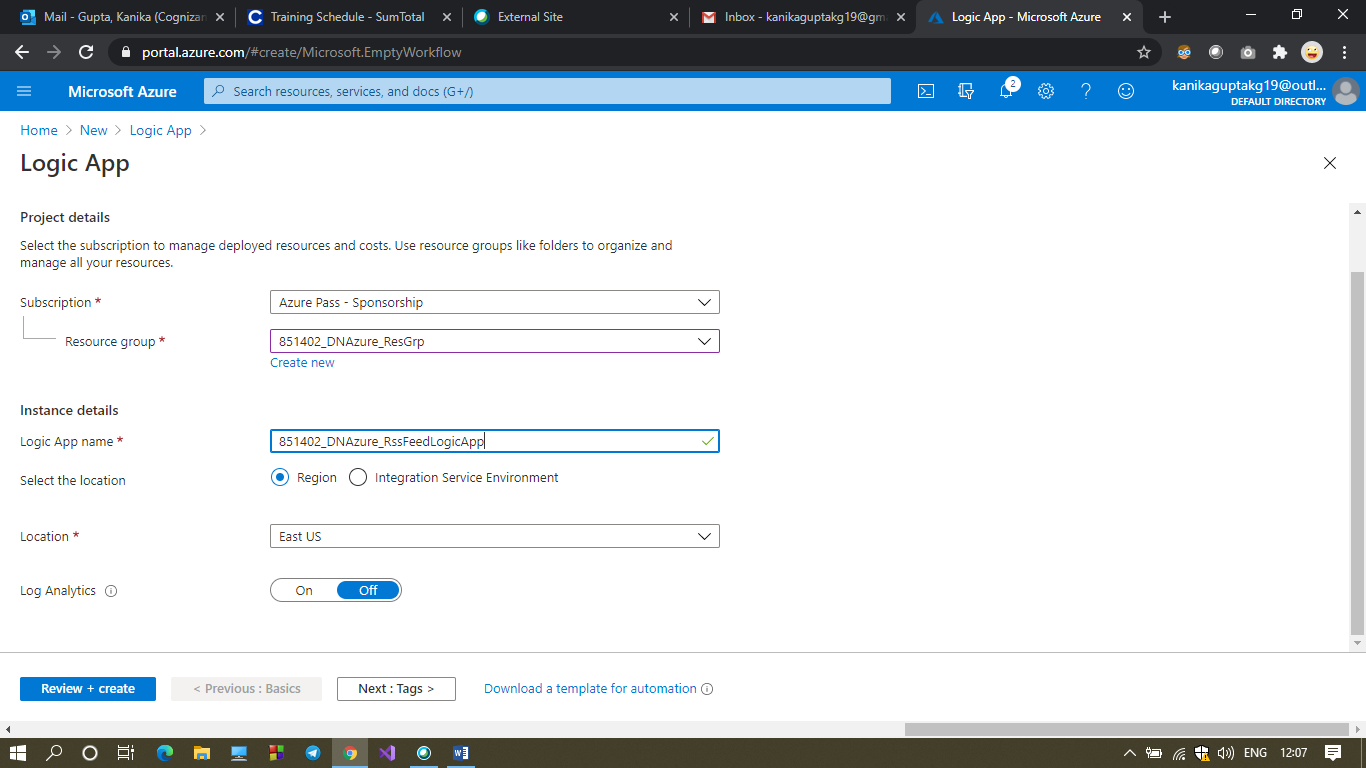 Mail - Gupta, Kanika (Cognizan
Training Schedule - SumTotal
External Site
Inbox - kanikaguptakg19@gm
Logic App - Microsoft Azure
portal.azure.com/#create/Microsoft.EmptyWorkflow
Microsoft Azure
Search resources, services, and docs (G+/)
2
kanikaguptakg19@outl...
DEFAULT DIRECTORY
Home > New > Logic App >
Logic App
Project details
Select the subscription to manage deployed resources and costs. Use resource groups like folders to organize and
manage all your resources.
Subscription *
Azure Pass - Sponsorship
Resource group *
851402_DNAzure_ResGrp
Create new
Instance details
Logic App name *
851402_DNAzure_RssFeedLogicApp
Select the location
Region
Integration Service Environment
Location *
East US
Log Analytics
On
Off
Review + create
< Previous : Basics
Next : Tags >
Download a template for automation
ENG
12:07